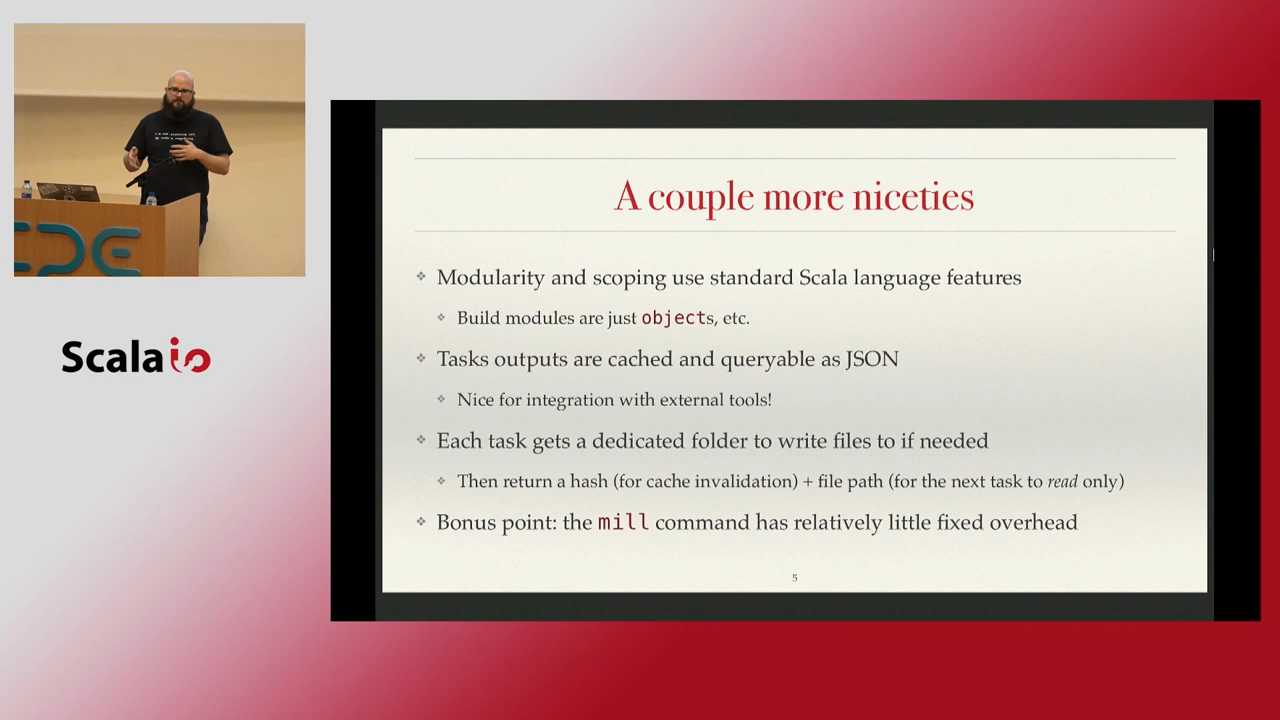 CPE
Scala io
A couple more niceties
Modularity and scoping use standard Scala language features
Build modules are just objects, etc.
Tasks outputs are cached and queryable as JSON
Nice for integration with external tools!
Each task gets a dedicated folder to write files to if needed
Then return a hash (for cache invalidation) + file path (for the next task to read only)
Bonus point: the mill command has relatively little fixed overhead
5